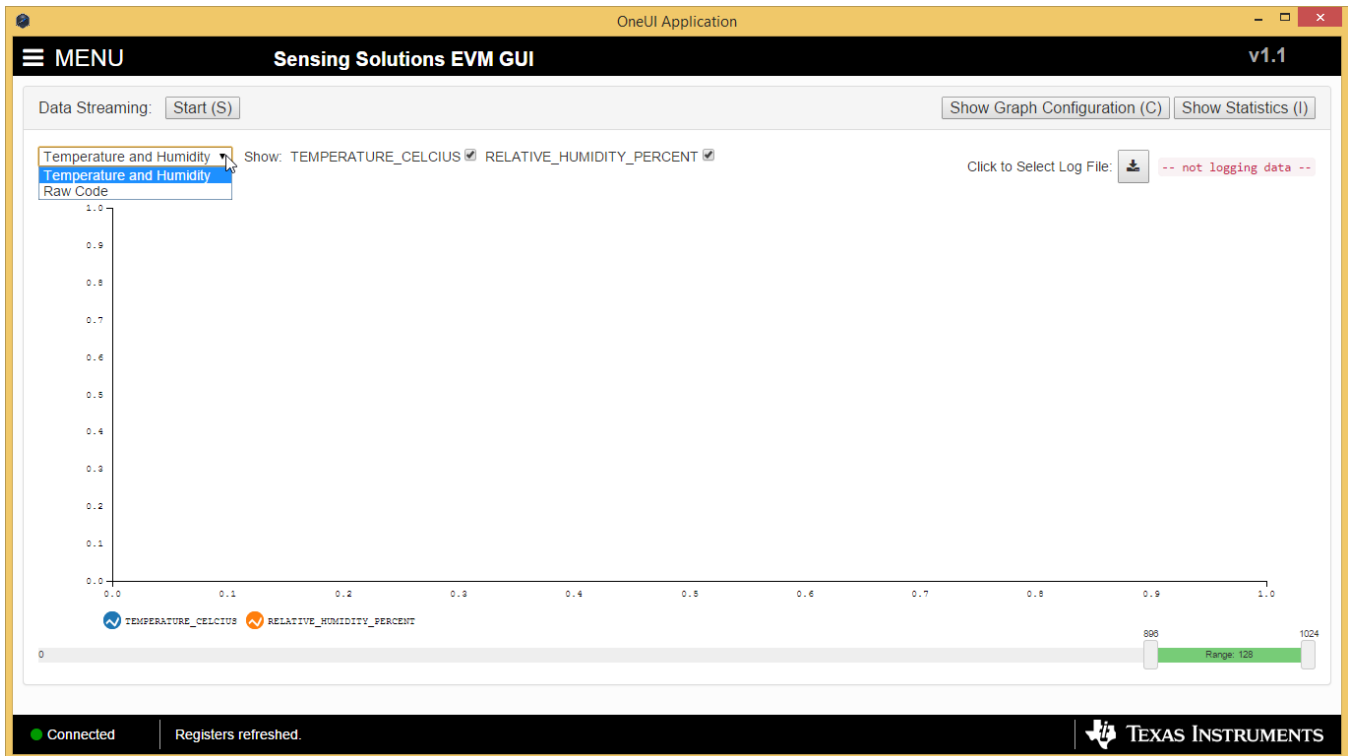 OneUI Application
MENU Sensing Solutions EVM GUI v1.1
Data Streaming: Start (S) Show Graph Configuration (C) Show Statistics (I)
Temperature and Humidity Show: TEMPERATURE_CELCIUS RELATIVE_HUMIDITY_PERCENT Click to Select Log File: -- not logging data --
Temperature and Humidity
Raw Code
1.0
0.9
0.8
0.7
0.6
0.5
0.4
0.3
0.2
0.1
0.0
0.0 0.1 0.2 0.3 0.4 0.5 0.6 0.7 0.8 0.9 1.0
TEMPERATURE_CELCIUS RELATIVE_HUMIDITY_PERCENT
896 1024
0 Range: 128
Connected Registers refreshed. TEXAS INSTRUMENTS